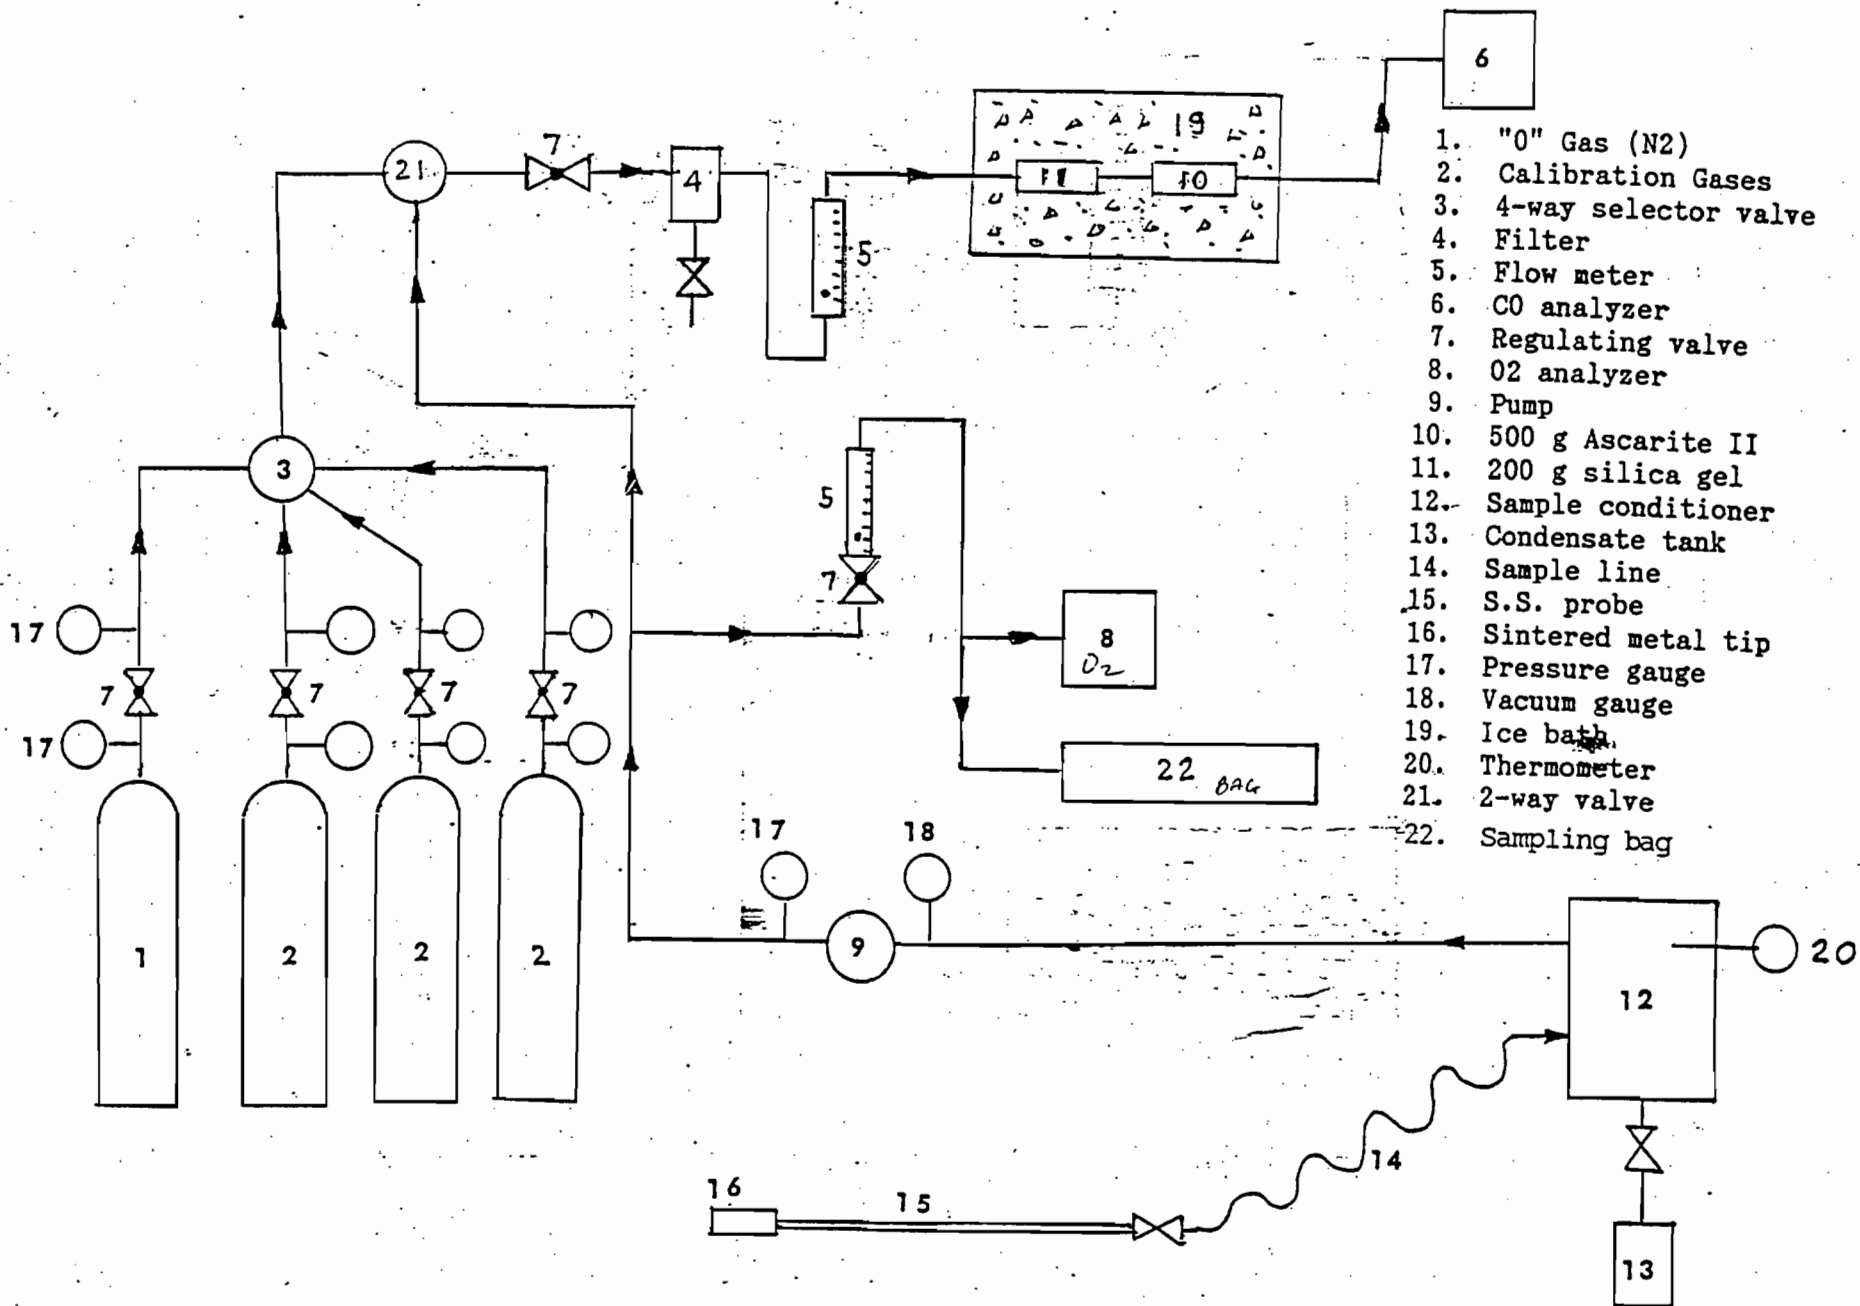 6
19
7
21
4
11
10
5
1. "0" Gas (N2)
2. Calibration Gases
3. 4-way selector valve
4. Filter
5. Flow meter
6. CO analyzer
7. Regulating valve
8. O2 analyzer
9. Pump
10. 500 g Ascarite II
11. 200 g silica gel
12. Sample conditioner
13. Condensate tank
14. Sample line
15. S.S. probe
16. Sintered metal tip
17. Pressure gauge
18. Vacuum gauge
19. Ice bath
20. Thermometer
21. 2-way valve
22. Sampling bag
3
5
7
17
8
O2
7
7
7
7
17
22 BAG
17
18
1
2
2
2
9
12
20
14
16
15
13